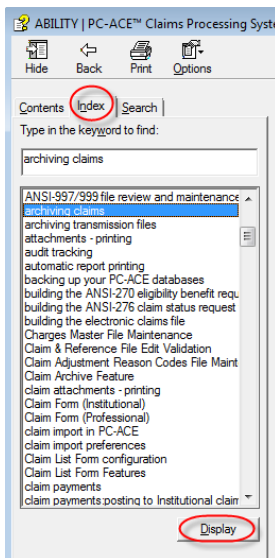 ABILITY | PC-ACE™ Claims Processing Syst
Hide Back Print Options
Contents Index Search
Type in the keyword to find:
archiving claims
ANSI-997/999 file review and maintenance
archiving claims
archiving transmission files
attachments - printing
audit tracking
automatic report printing
backing up your PC-ACE databases
building the ANSI-270 eligibility benefit requ
building the ANSI-276 claim status request
building the electronic claims file
Charges Master File Maintenance
Claim & Reference File Edit Validation
Claim Adjustment Reason Codes File Maint
Claim Archive Feature
claim attachments - printing
Claim Form (Institutional)
Claim Form (Professional)
claim import in PC-ACE
claim import preferences
Claim List Form configuration
Claim List Form Features
claim payments
claim payments:posting to Institutional claim
Display